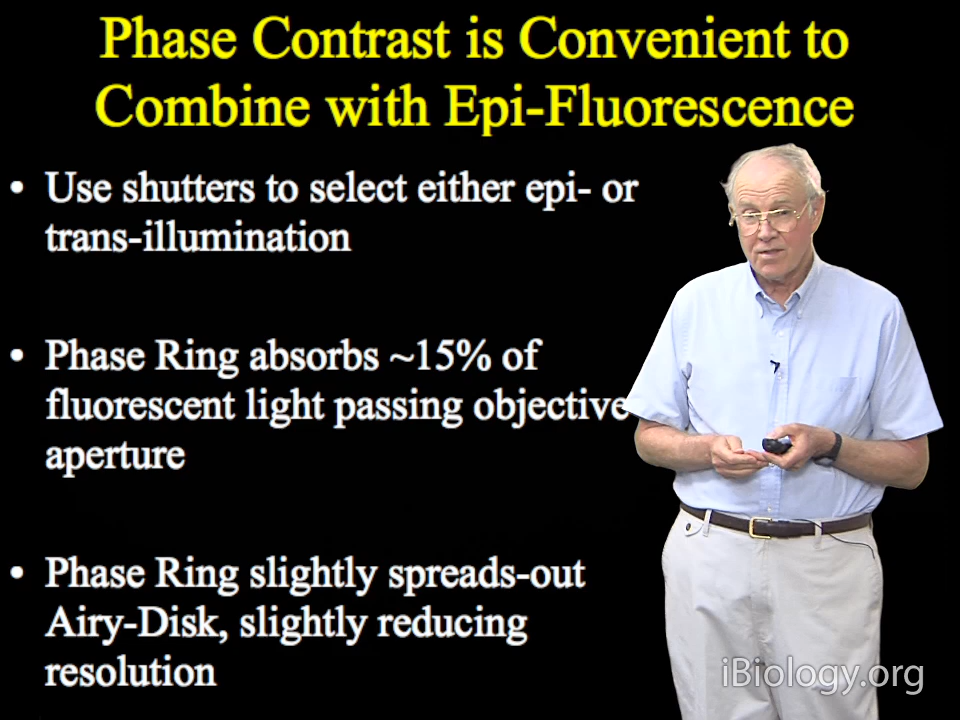 Phase Contrast is Convenient to
Combine with Epi-Fluorescence
• Use shutters to select either epi- or
trans-illumination
• Phase Ring absorbs ~15% of
fluorescent light passing objective
aperture
• Phase Ring slightly spreads-out
Airy-Disk, slightly reducing
resolution
iBiology.org